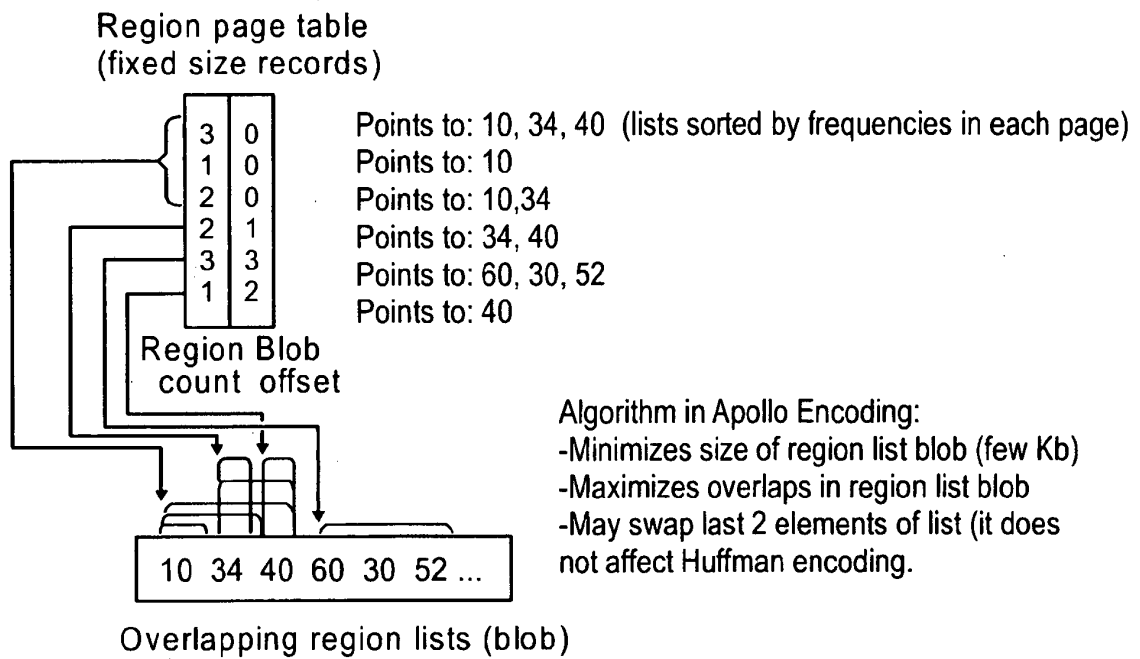 Region page table
(fixed size records)
3 0 Points to: 10, 34, 40 (lists sorted by frequencies in each page)
1 0 Points to: 10
2 0 Points to: 10,34
2 1 Points to: 34, 40
3 3 Points to: 60, 30, 52
1 2 Points to: 40
Region Blob
count offset
Algorithm in Apollo Encoding:
-Minimizes size of region list blob (few Kb)
-Maximizes overlaps in region list blob
-May swap last 2 elements of list (it does
not affect Huffman encoding.
10 34 40 60 30 52 ...
Overlapping region lists (blob)